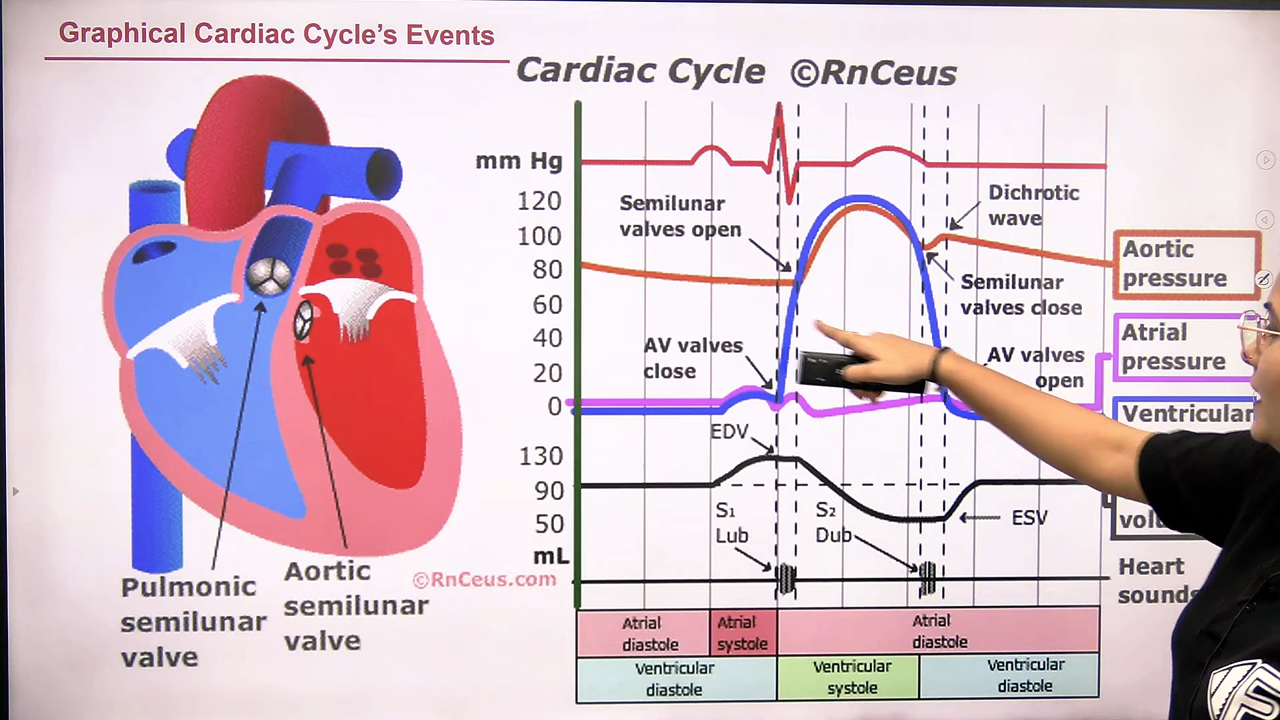 Graphical Cardiac Cycle's Events
Cardiac Cycle ©RnCeus
mm Hg
120
100
80
60
40
20
0
130
90
50
mL
Semilunar
valves open
Dichrotic
wave
Semilunar
valves close
AV valves
close
AV valves
open
EDV
ESV
S1
Lub
S2
Dub
Aortic
pressure
Atrial
pressure
Ventricular
Heart
sounds
Atrial
diastole
Atrial
systole
Atrial
diastole
Ventricular
diastole
Ventricular
systole
Ventricular
diastole
Pulmonic
semilunar
valve
Aortic
semilunar
valve
©RnCeus.com